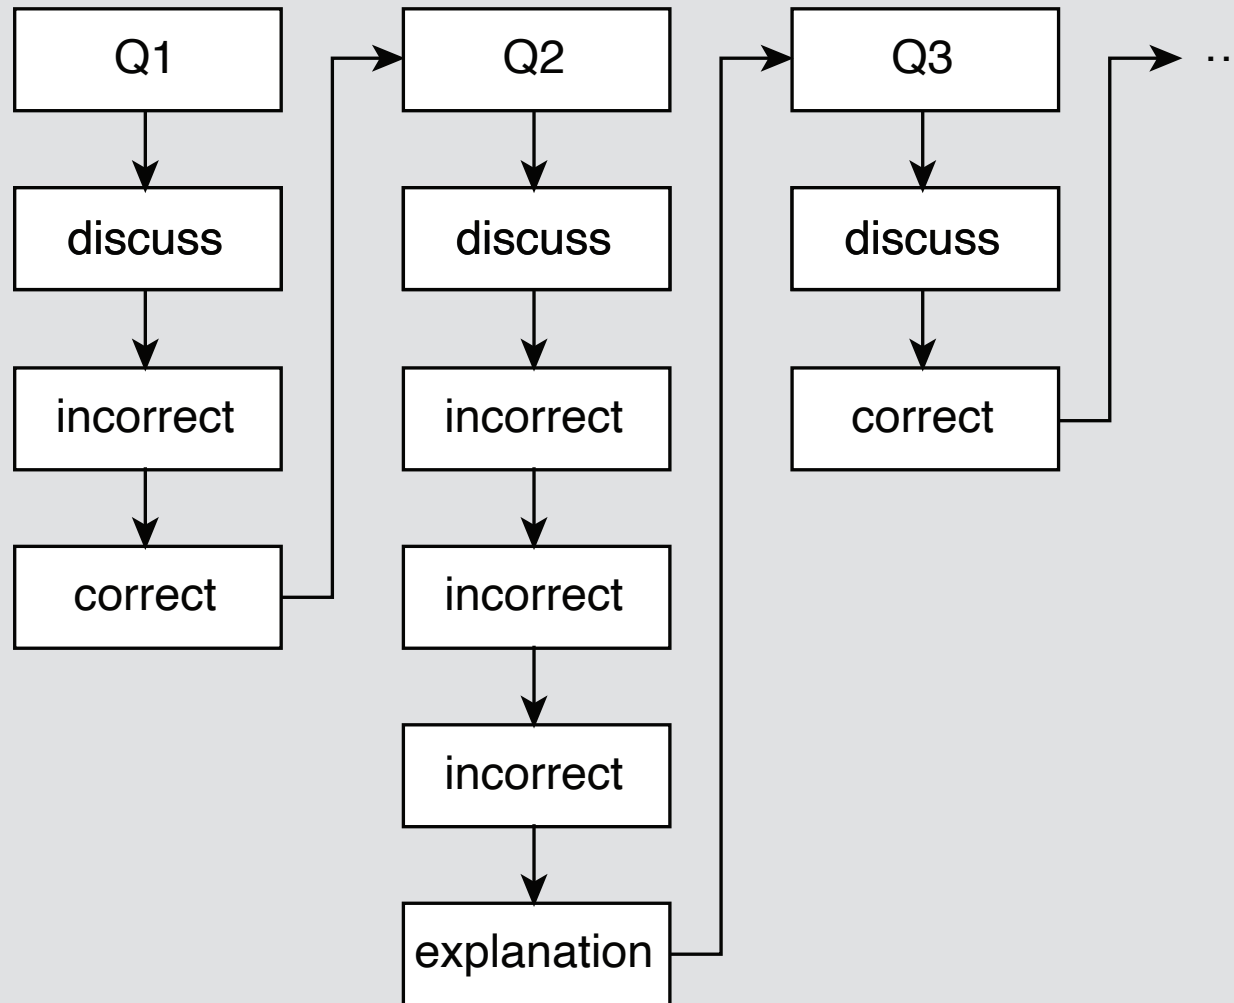 Q1
discuss
incorrect
correct
Q2
discuss
incorrect
incorrect
incorrect
explanation
Q3
discuss
correct
..